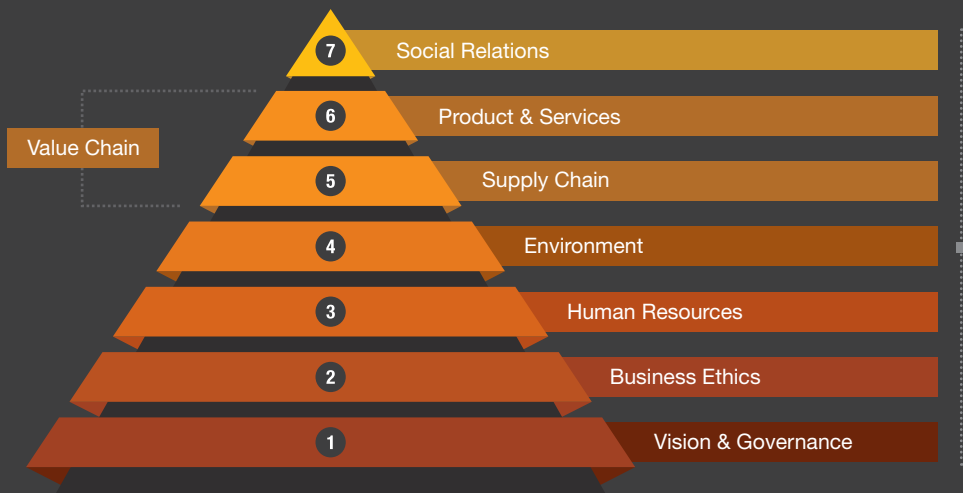 7 Social Relations
6 Product & Services
Value Chain
5 Supply Chain
4 Environment
3 Human Resources
2 Business Ethics
1 Vision & Governance